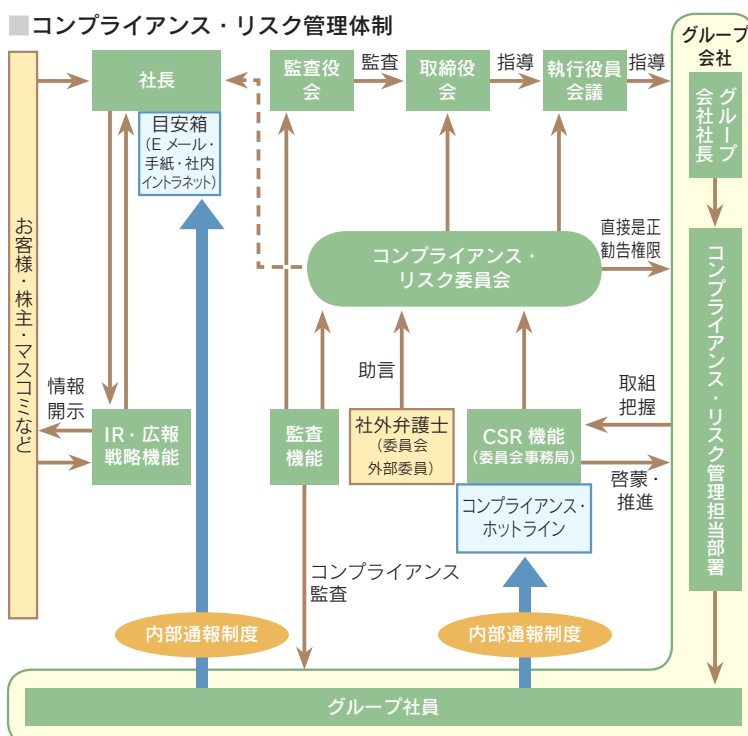 ■コンプライアンス・リスク管理体制
グループ
会社
社長
監査役
会
監査
取締役
会
指導
執行役員
会議
指導
グループ
会社社長
目安箱
(E メール・
手紙・社内
イントラネット)
お客様・株主・マスコミなど
コンプライアンス・
リスク委員会
直接是正
勧告権限
コンプライアンス・リスク管理担当部署
助言
情報
開示
取組
把握
IR・広報
戦略機能
監査
機能
社外弁護士
(委員会
外部委員)
CSR 機能
(委員会事務局)
啓蒙・
推進
コンプライアンス・
ホットライン
コンプライアンス
監査
内部通報制度
内部通報制度
グループ社員